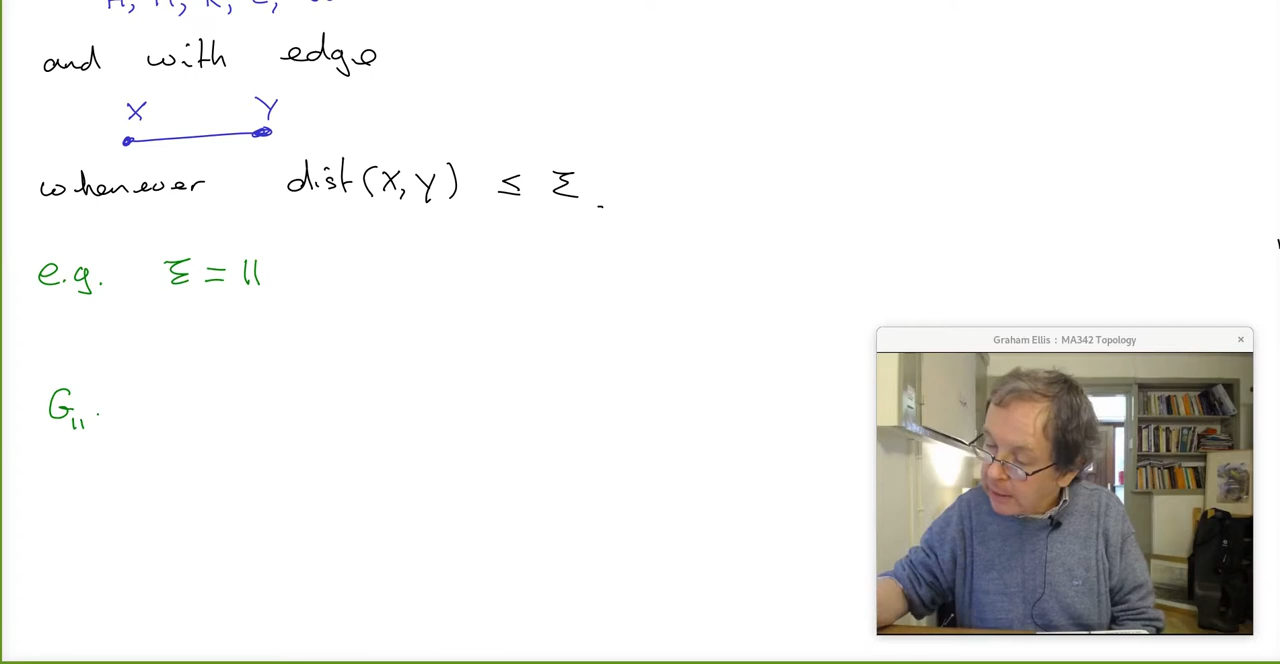 and with edge
X Y
whenever dist(X, Y) ≤ Σ.
e.g. Σ = 11
G₁₁.
Graham Ellis : MA342 Topology ×